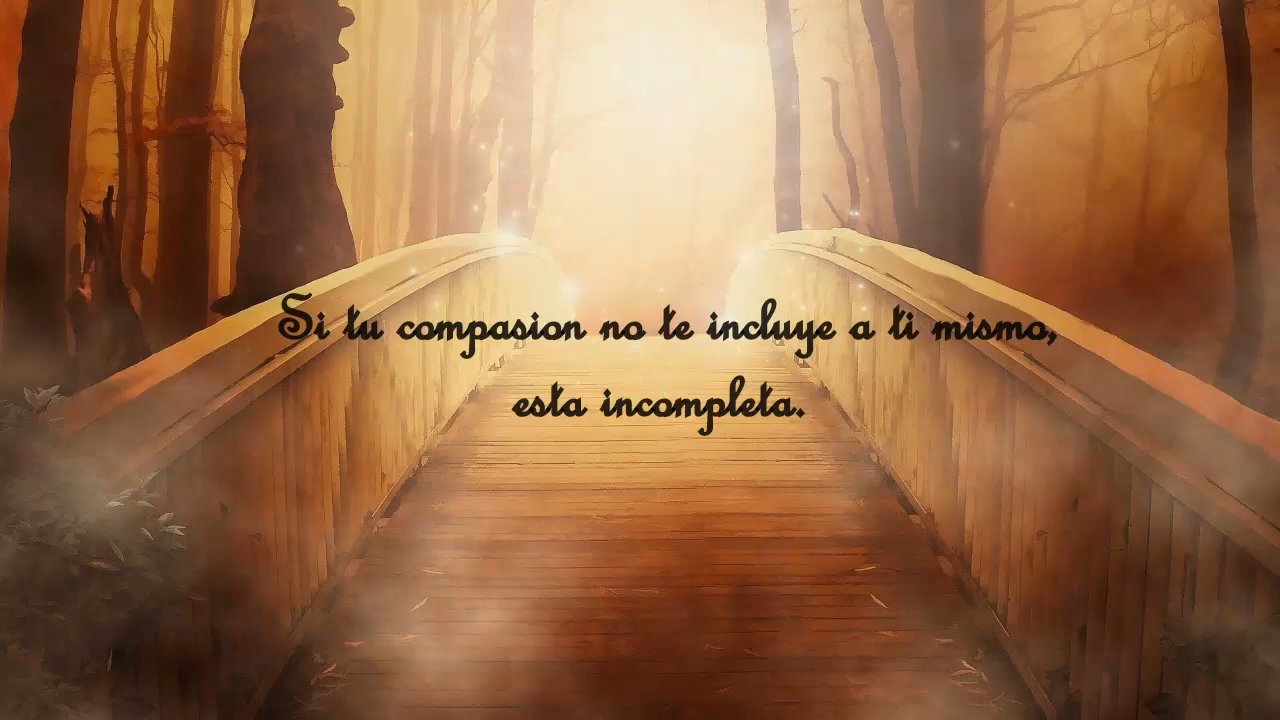 Si tu compasion no te incluye a ti mismo,
esta incompleta.